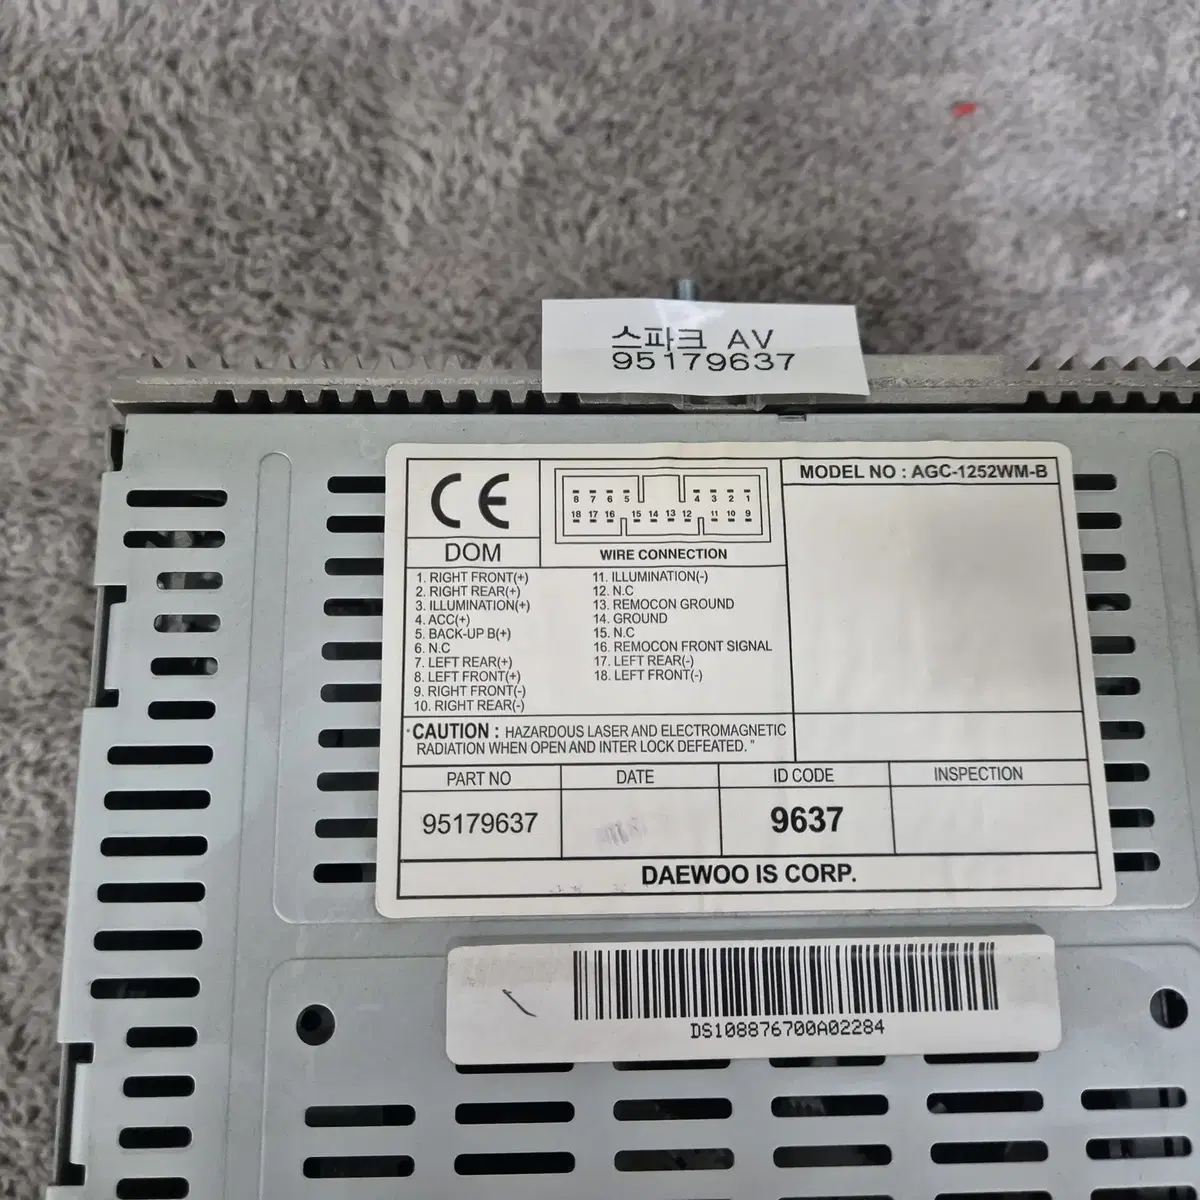 스파크 AV
95179637
CE
DOM
8 7 6 5 4 3 2 1
18 17 16 15 14 13 12 11 10 9
WIRE CONNECTION
MODEL NO : AGC-1252WM-B
1. RIGHT FRONT(+)
2. RIGHT REAR(+)
3. ILLUMINATION(+)
4. ACC(+)
5. BACK-UP B(+)
6. N.C
7. LEFT REAR(+)
8. LEFT FRONT(+)
9. RIGHT FRONT(-)
10. RIGHT REAR(-)
11. ILLUMINATION(-)
12. N.C
13. REMOCON GROUND
14. GROUND
15. N.C
16. REMOCON FRONT SIGNAL
17. LEFT REAR(-)
18. LEFT FRONT(-)
"CAUTION : HAZARDOUS LASER AND ELECTROMAGNETIC
RADIATION WHEN OPEN AND INTER LOCK DEFEATED. "
PART NO DATE ID CODE INSPECTION
95179637 9637
DAEWOO IS CORP.
DS108876700A02284